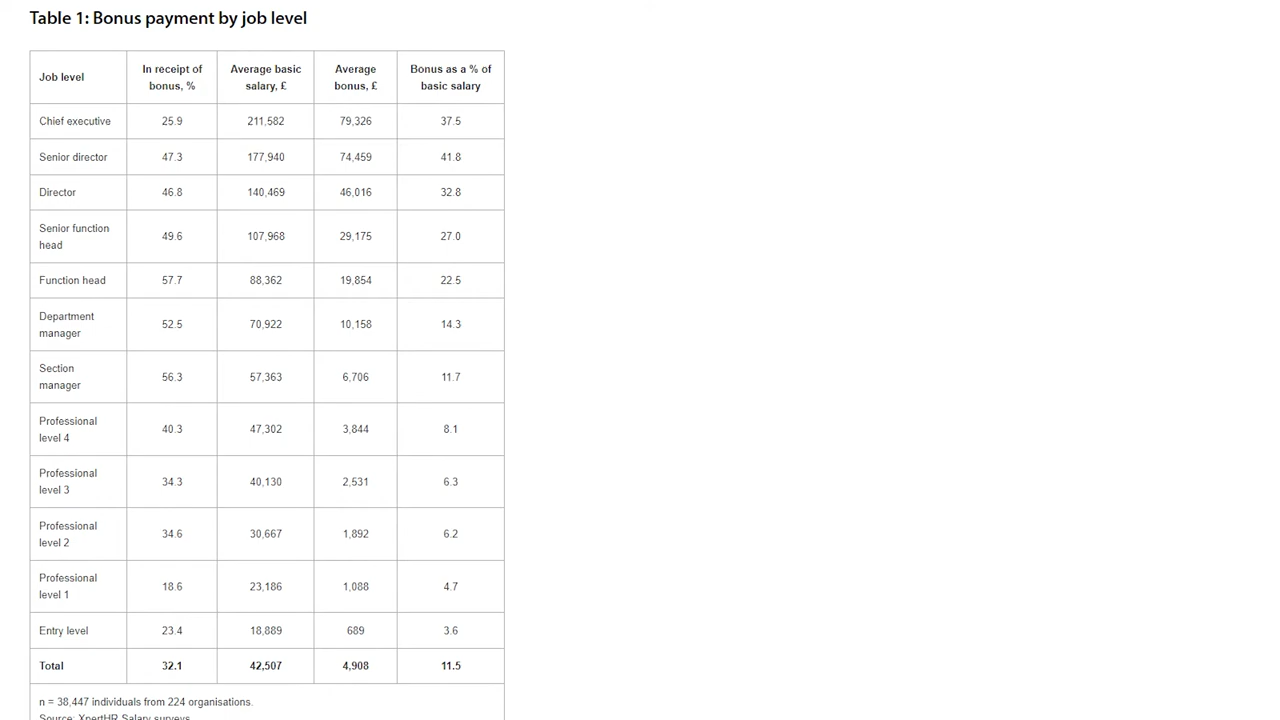 Table 1: Bonus payment by job level
Job level In receipt of bonus, % Average basic salary, £ Average bonus, £ Bonus as a % of basic salary
Chief executive 25.9 211,582 79,326 37.5
Senior director 47.3 177,940 74,459 41.8
Director 46.8 140,469 46,016 32.8
Senior function head 49.6 107,968 29,175 27.0
Function head 57.7 88,362 19,854 22.5
Department manager 52.5 70,922 10,158 14.3
Section manager 56.3 57,363 6,706 11.7
Professional level 4 40.3 47,302 3,844 8.1
Professional level 3 34.3 40,130 2,531 6.3
Professional level 2 34.6 30,667 1,892 6.2
Professional level 1 18.6 23,186 1,088 4.7
Entry level 23.4 18,889 689 3.6
Total 32.1 42,507 4,908 11.5
n = 38,447 individuals from 224 organisations.
Source: XpertHR Salary surveys